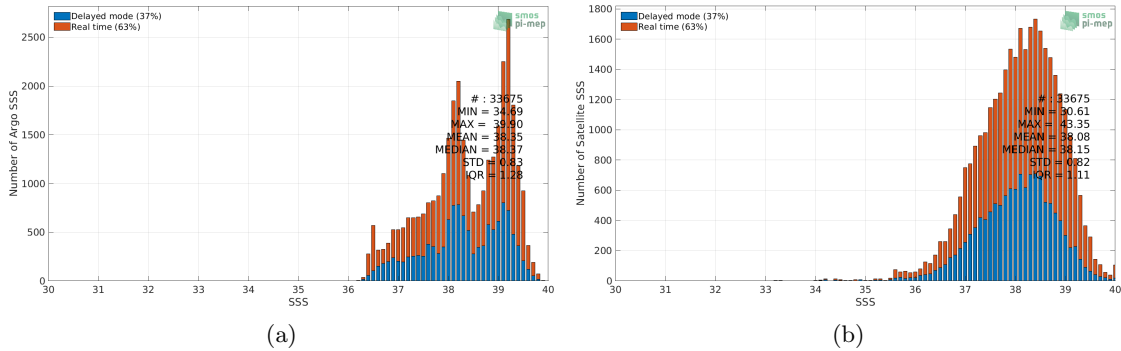 Delayed mode (37%)
Real time (63%)
smos
pi-mep
Number of Argo SSS
2500
2000
1500
1000
500
0
# : 33675
MIN = 34.69
MAX = 39.90
MEAN = 38.35
MEDIAN = 38.37
STD = 0.83
IQR = 1.28
30 31 32 33 34 35 36 37 38 39 40
SSS
(a)
Delayed mode (37%)
Real time (63%)
smos
pi-mep
Number of Satellite SSS
1800
1600
1400
1200
1000
800
600
400
200
0
# : 33675
MIN = 30.61
MAX = 43.35
MEAN = 38.08
MEDIAN = 38.15
STD = 0.82
IQR = 1.11
30 31 32 33 34 35 36 37 38 39 40
SSS
(b)